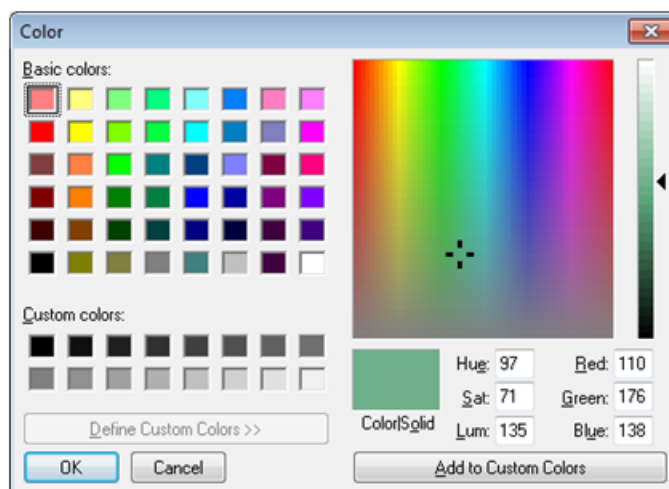 Color
Basic colors:
Custom colors:
Define Custom Colors >>
OK Cancel
Color|Solid
Hue: 97 Red: 110
Sat: 71 Green: 176
Lum: 135 Blue: 138
Add to Custom Colors